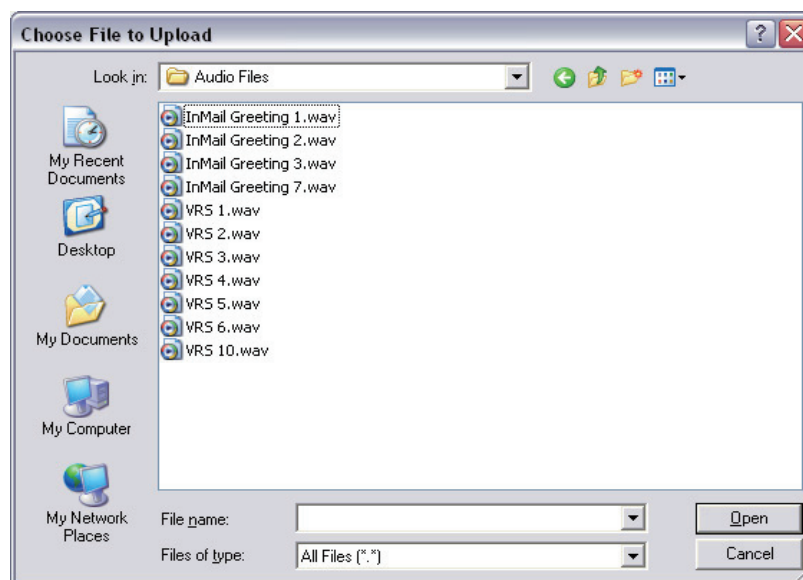 Choose File to Upload
Look in: Audio Files
InMail Greeting 1.wav
InMail Greeting 2.wav
InMail Greeting 3.wav
InMail Greeting 7.wav
VRS 1.wav
VRS 2.wav
VRS 3.wav
VRS 4.wav
VRS 5.wav
VRS 6.wav
VRS 10.wav
My Recent
Documents
Desktop
My Documents
My Computer
My Network
Places
File name:
Open
Files of type: All Files (*.*)
Cancel